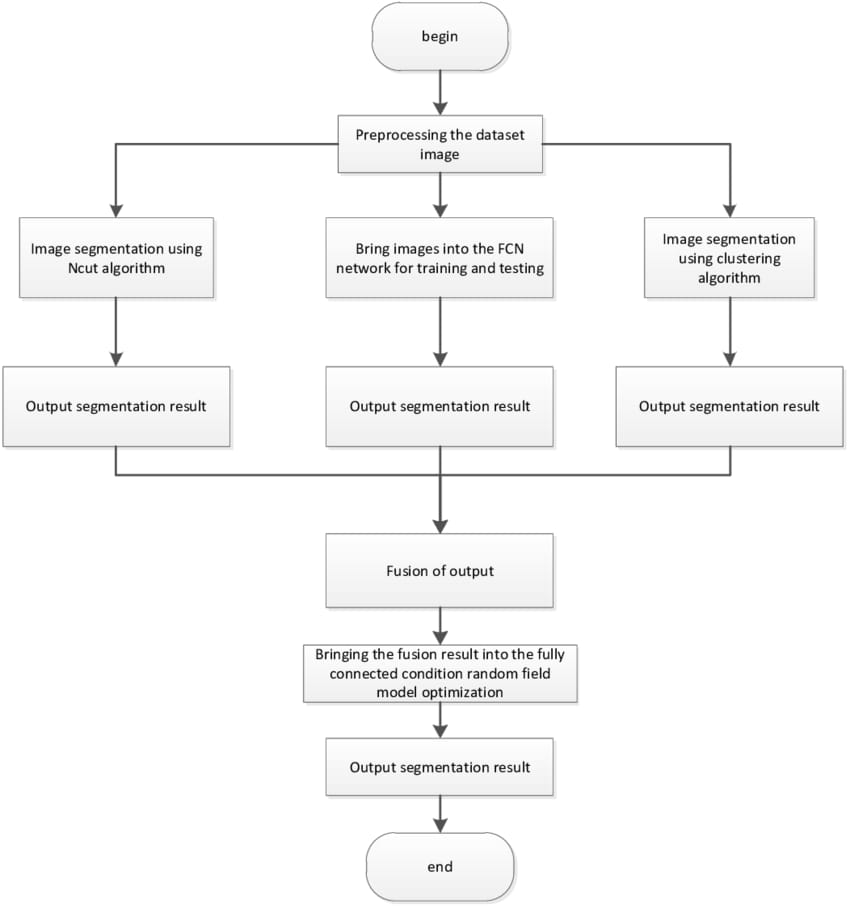 begin
Preprocessing the dataset
image
Image segmentation using
Ncut algorithm
Bring images into the FCN
network for training and testing
Image segmentation
using clustering
algorithm
Output segmentation result
Output segmentation result
Output segmentation result
Fusion of output
Bringing the fusion result into the fully
connected condition random field
model optimization
Output segmentation result
end